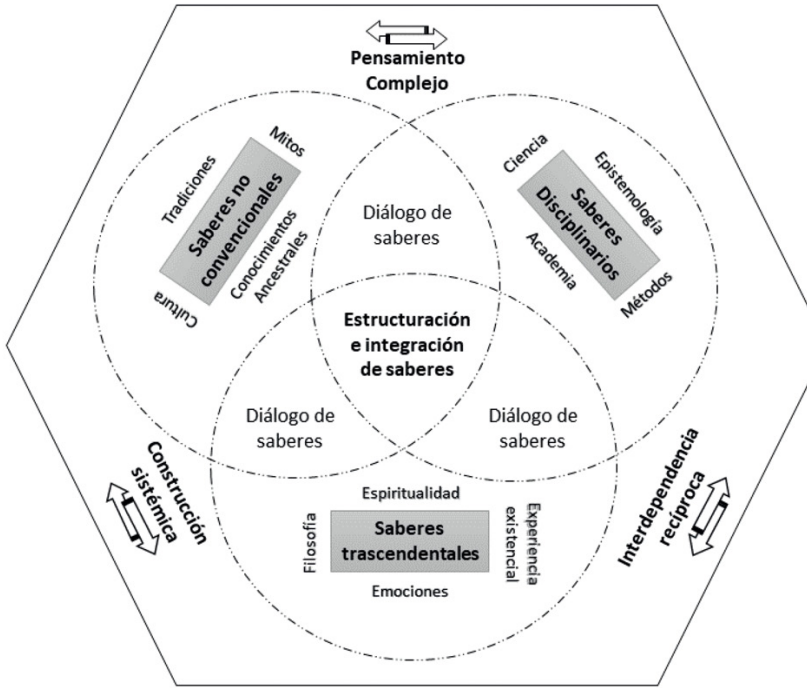 Pensamiento
Complejo
Mitos
Tradiciones
Saberes no
convencionales
Conocimientos
Ancestrales
Cultura
Ciencia
Epistemología
Saberes
Disciplinarios
Academia
Métodos
Diálogo de
saberes
Estructuración
e integración
de saberes
Diálogo de
saberes
Diálogo de
saberes
Construcción
sistémica
Interdependencia
recíproca
Espiritualidad
Filosofía
Saberes
trascendentales
Experiencia
existencial
Emociones